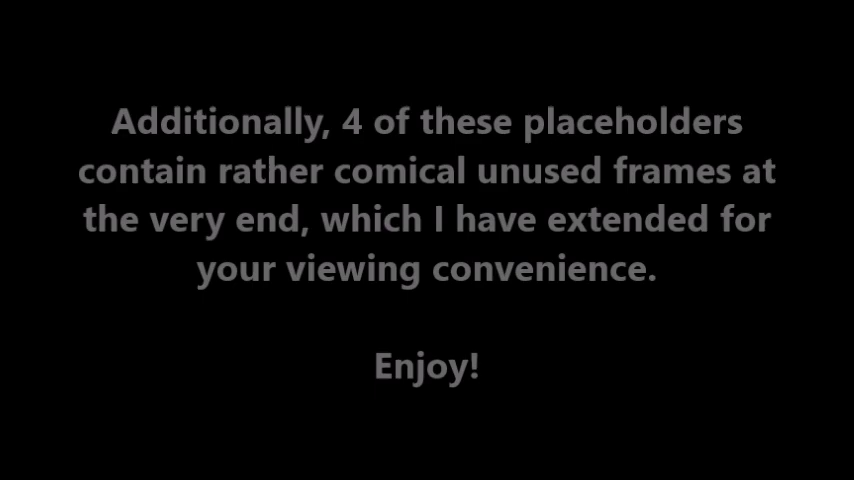 Additionally, 4 of these placeholders
contain rather comical unused frames at
the very end, which I have extended for
your viewing convenience.
Enjoy!